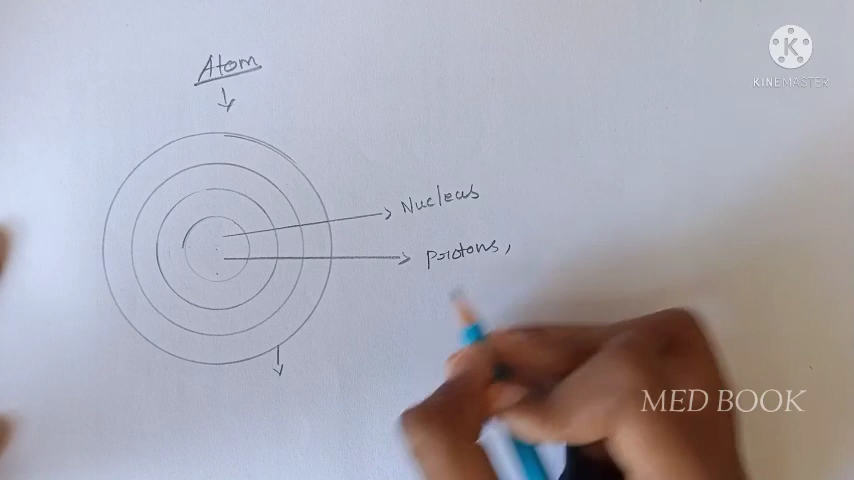 Atom
Nucleus
Protons,
K
KINEMASTER
MED BOOK